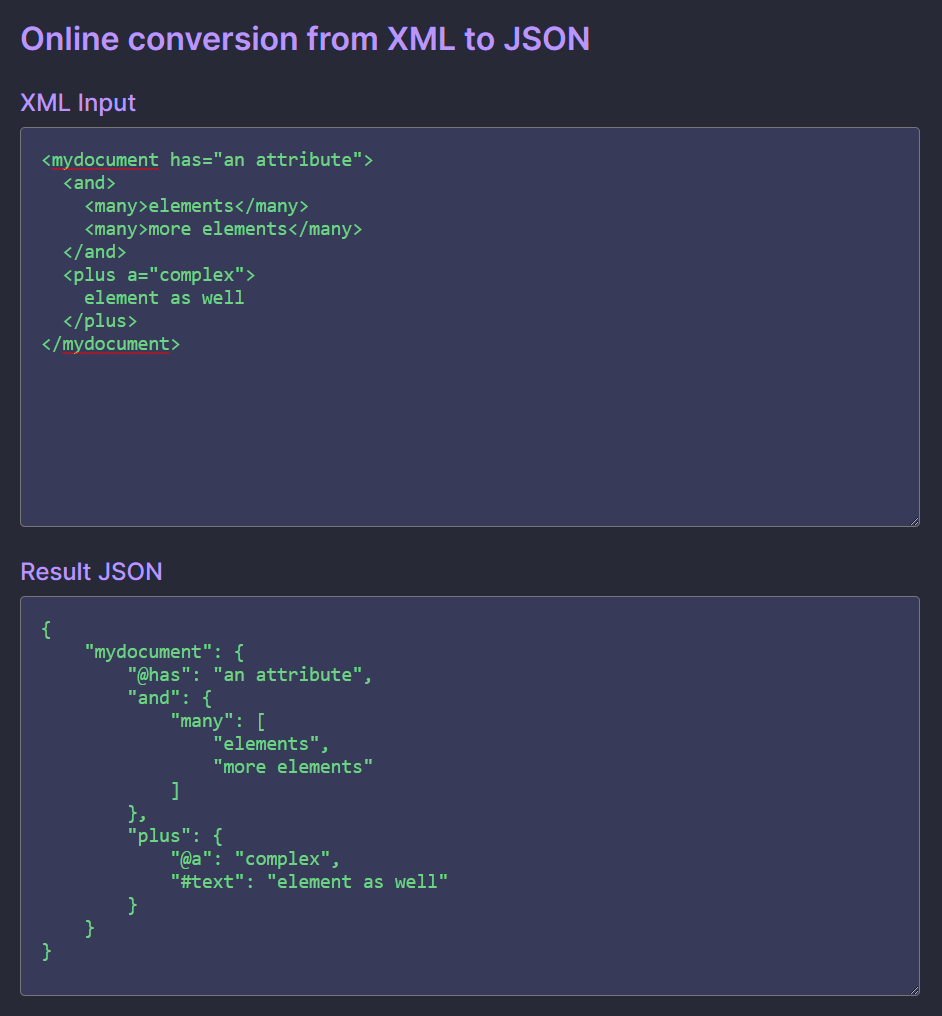 Online conversion from XML to JSON
XML Input
<mydocument has="an attribute">
  <and>
    <many>elements</many>
    <many>more elements</many>
  </and>
  <plus a="complex">
    element as well
  </plus>
</mydocument>
Result JSON
{
    "mydocument": {
        "@has": "an attribute",
        "and": {
            "many": [
                "elements",
                "more elements"
            ]
        },
        "plus": {
            "@a": "complex",
            "#text": "element as well"
        }
    }
}